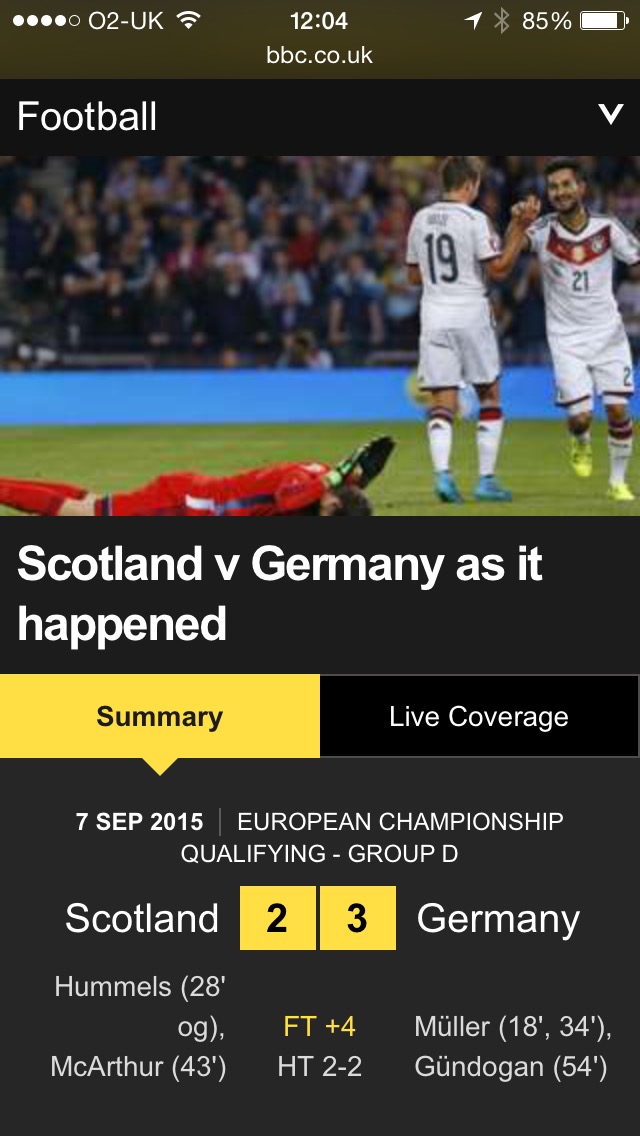 O2-UK 12:04 85%
bbc.co.uk
Football
19
21
2
Scotland v Germany as it
happened
Summary Live Coverage
7 SEP 2015 | EUROPEAN CHAMPIONSHIP
QUALIFYING - GROUP D
Scotland 2 3 Germany
Hummels (28'
og), FT +4 Müller (18', 34'),
McArthur (43') HT 2-2 Gündogan (54')